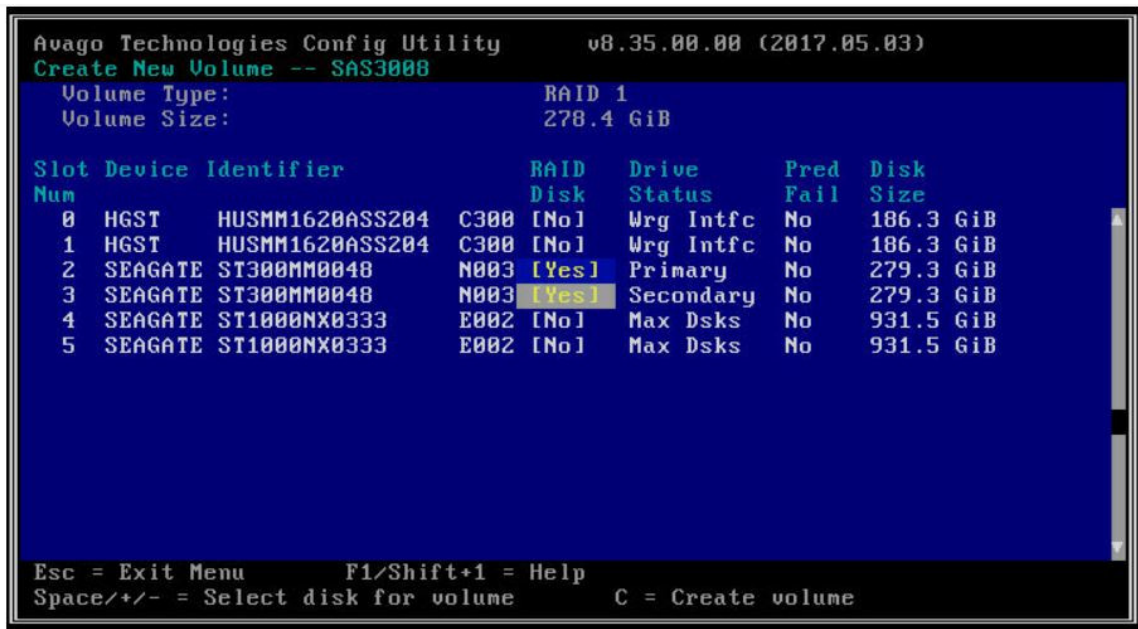 Avago Technologies Config Utility v8.35.00.00 (2017.05.03)
Create New Volume -- SAS3008
Volume Type: RAID 1
Volume Size: 278.4 GiB
Slot Device Identifier RAID Drive Pred Disk
Num Disk Status Fail Size
0 HGST HUSMM1620ASS204 C300 [No] Wrg Intfc No 186.3 GiB
1 HGST HUSMM1620ASS204 C300 [No] Wrg Intfc No 186.3 GiB
2 SEAGATE ST300MM0048 N003 [Yes] Primary No 279.3 GiB
3 SEAGATE ST300MM0048 N003 [Yes] Secondary No 279.3 GiB
4 SEAGATE ST1000NX0333 E002 [No] Max Dsks No 931.5 GiB
5 SEAGATE ST1000NX0333 E002 [No] Max Dsks No 931.5 GiB
Esc = Exit Menu F1/Shift+1 = Help
Space/+/- = Select disk for volume C = Create volume